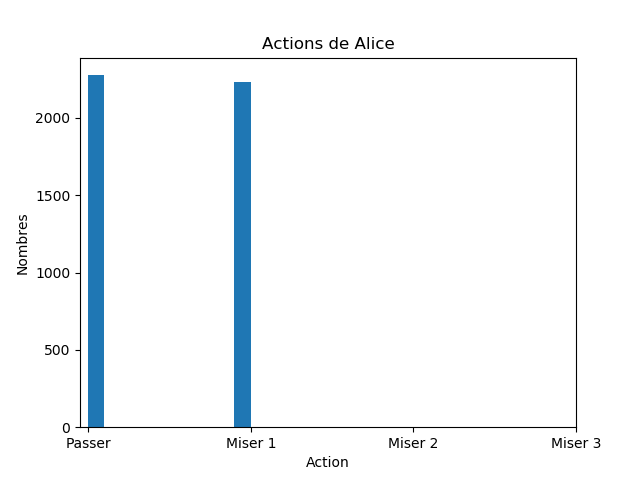 Actions de Alice
Nombres
2000
1500
1000
500
0
Passer
Miser 1
Miser 2
Miser 3
Action